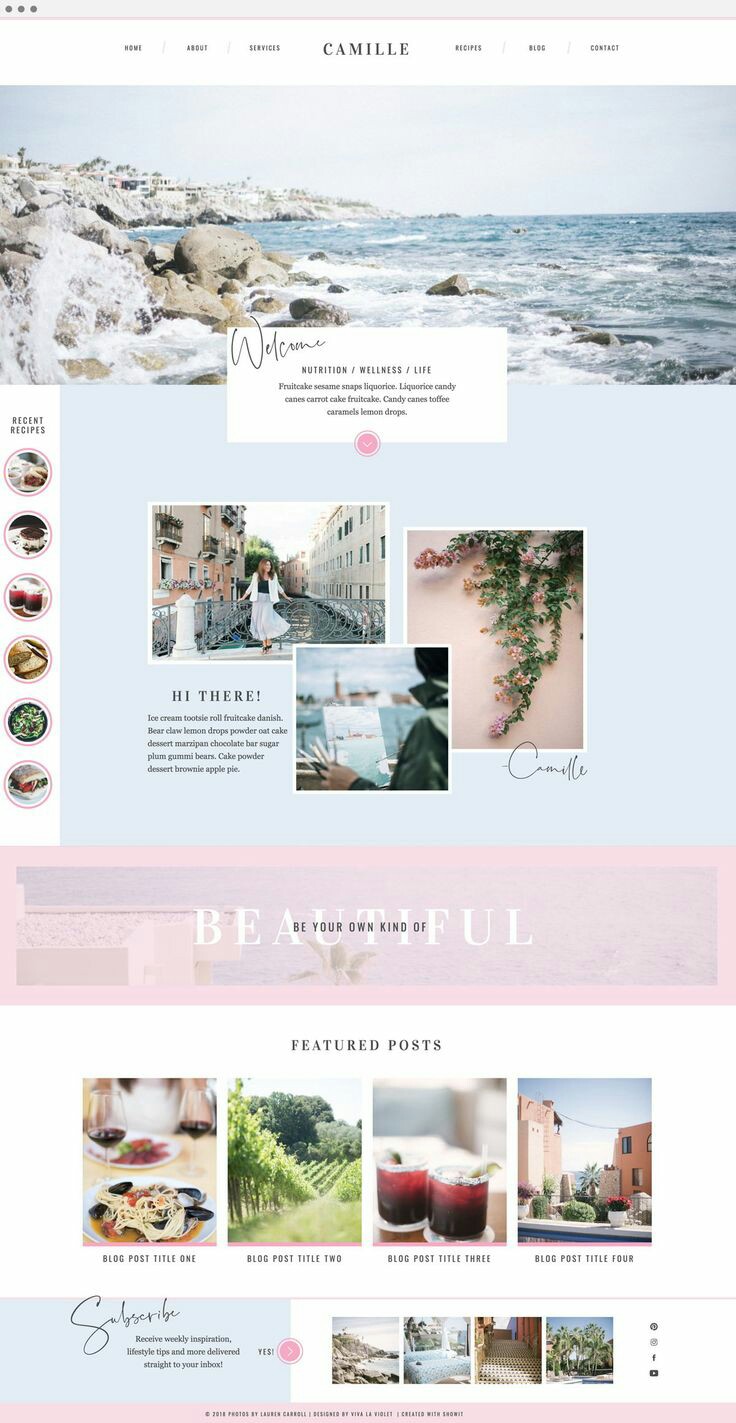 HOME / ABOUT / SERVICES CAMILLE RECIPES / BLOG / CONTACT
Welcome
NUTRITION / WELLNESS / LIFE
Fruitcake sesame snaps liquorice. Liquorice candy
canes carrot cake fruitcake. Candy canes toffee
caramels lemon drops.
RECENT
RECIPES
HI THERE!
Ice cream tootsie roll fruitcake danish.
Bear claw lemon drops powder oat cake
dessert marzipan chocolate bar sugar
plum gummi bears. Cake powder
dessert brownie apple pie.
-Camille
BE YOUR OWN KIND OF
BEAUTIFUL
FEATURED POSTS
BLOG POST TITLE ONE
BLOG POST TITLE TWO
BLOG POST TITLE THREE
BLOG POST TITLE FOUR
Subscribe
Receive weekly inspiration,
lifestyle tips and more delivered
straight to your inbox!
YES!
© 2018 PHOTOS BY LAUREN CARROLL | DESIGNED BY VIVA LA VIOLET | CREATED WITH SHOWIT